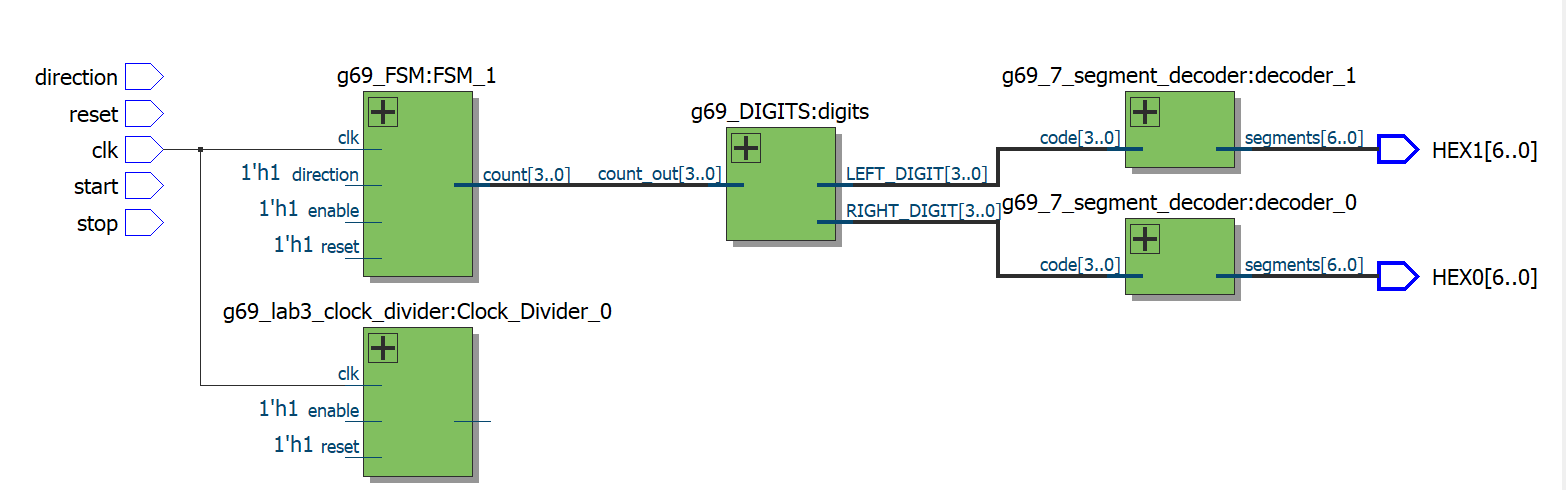 direction
reset
clk
start
stop
g69_FSM:FSM_1
clk
1'h1 direction
1'h1 enable
1'h1 reset
count[3..0]
g69_lab3_clock_divider:Clock_Divider_0
clk
1'h1 enable
1'h1 reset
g69_DIGITS:digits
count_out[3..0]
LEFT_DIGIT[3..0]
RIGHT_DIGIT[3..0]
g69_7_segment_decoder:decoder_1
code[3..0]
segments[6..0]
HEX1[6..0]
g69_7_segment_decoder:decoder_0
code[3..0]
segments[6..0]
HEX0[6..0]